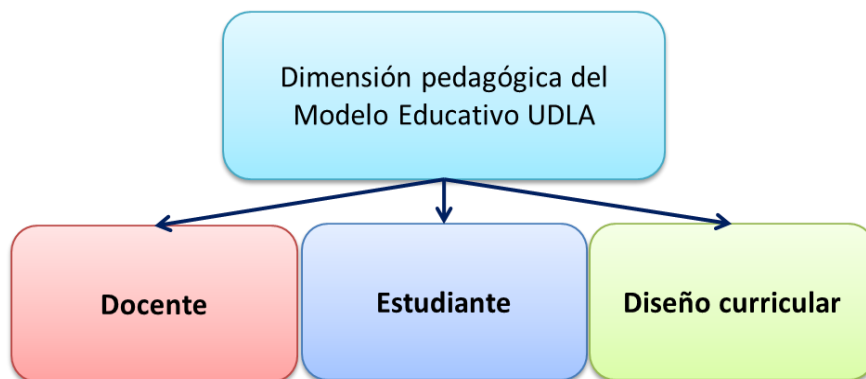 Dimensión pedagógica del
Modelo Educativo UDLA
Docente
Estudiante
Diseño curricular